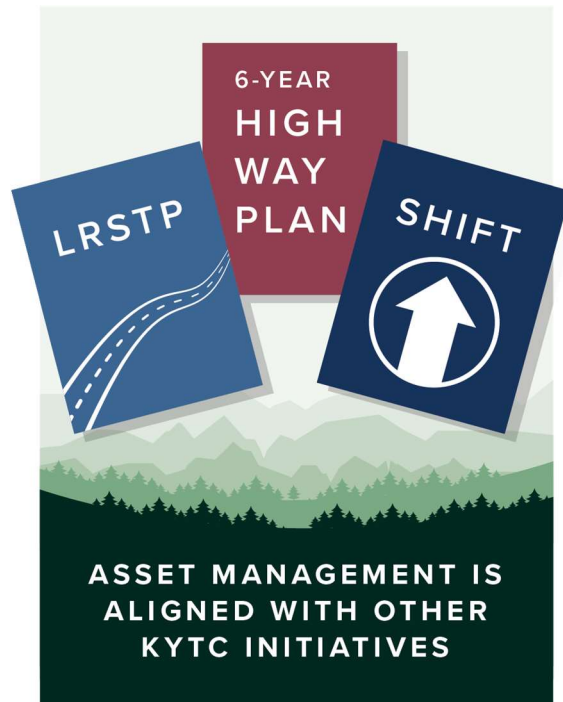 6-YEAR
HIGH
WAY
PLAN
LRSTP
SHIFT
ASSET MANAGEMENT IS
ALIGNED WITH OTHER
KYTC INITIATIVES